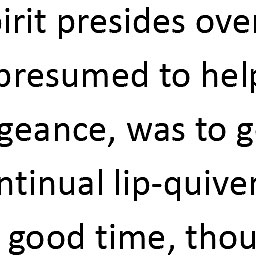 pirit presides over
presumed to help
geance, was to g
ntinual lip-quiver
good time, thou